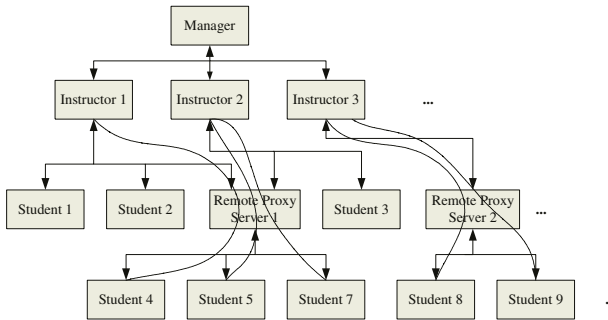 Manager
Instructor 1
Instructor 2
Instructor 3
...
Student 1
Student 2
Remote Proxy
Server 1
Student 3
Remote Proxy
Server 2
...
Student 4
Student 5
Student 7
Student 8
Student 9
.